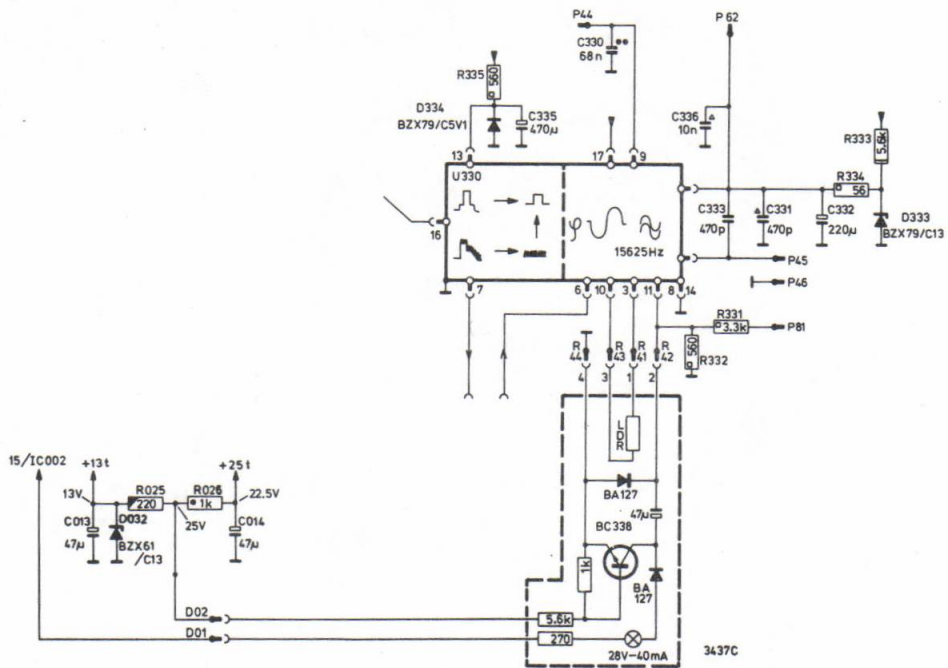 P44
P 62
C330
68n
R335
560
D334
BZX79/C5V1
C335
470µ
C336
10n
R333
5.6k
13
17
9
U330
R334
56
16
φ
15625Hz
C333
470p
C331
470p
C332
220µ
D333
BZX79/C13
P45
P46
7
6
10
3
11
8
14
R331
3.3k
P81
560
R332
R
44
R
43
R
41
R
42
4
3
1
2
LDR
15/IC002
+13t
+25t
13V
R025
220
R026
1k
22.5V
25V
C013
47µ
D032
BZX61
/C13
C014
47µ
BA127
47µ
BC338
1k
BA
127
D02
5.6k
D01
270
28V-40mA
3437C